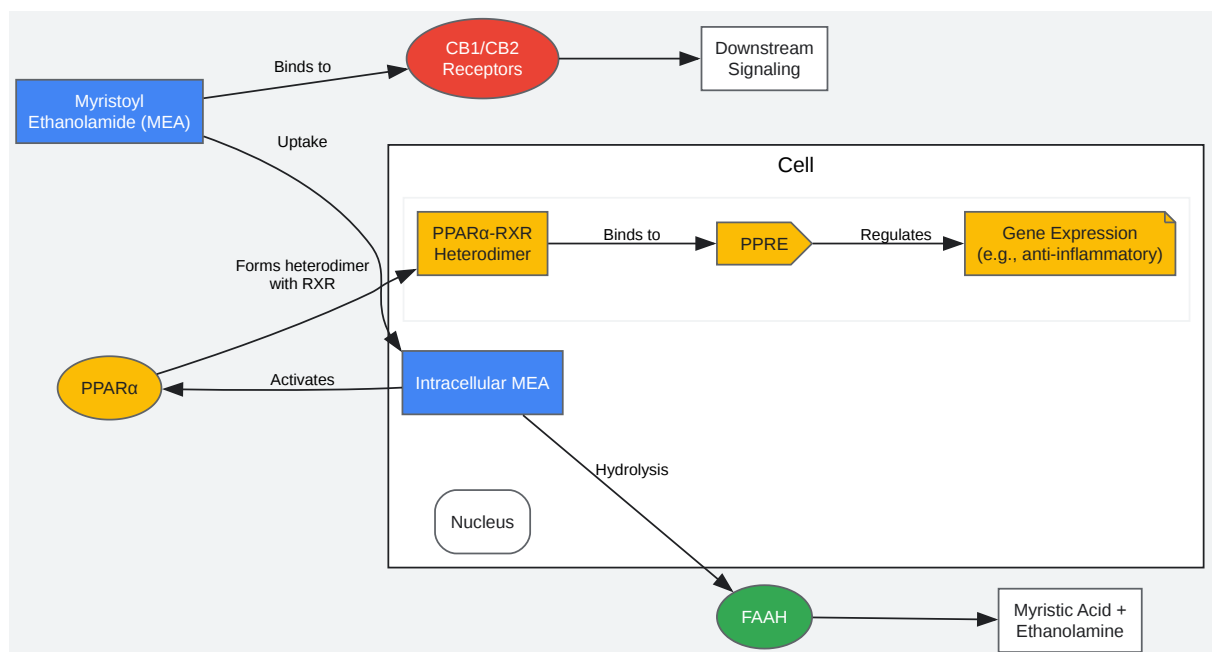 CB1/CB2
Receptors
Downstream
Signaling
Binds to
Myristoyl
Ethanolamide (MEA)
Uptake
Cell
PPARα-RXR
Heterodimer
Binds to
PPRE
Regulates
Gene Expression
(e.g., anti-inflammatory)
Forms heterodimer
with RXR
PPARα
Activates
Intracellular MEA
Hydrolysis
Nucleus
FAAH
Myristic Acid +
Ethanolamine